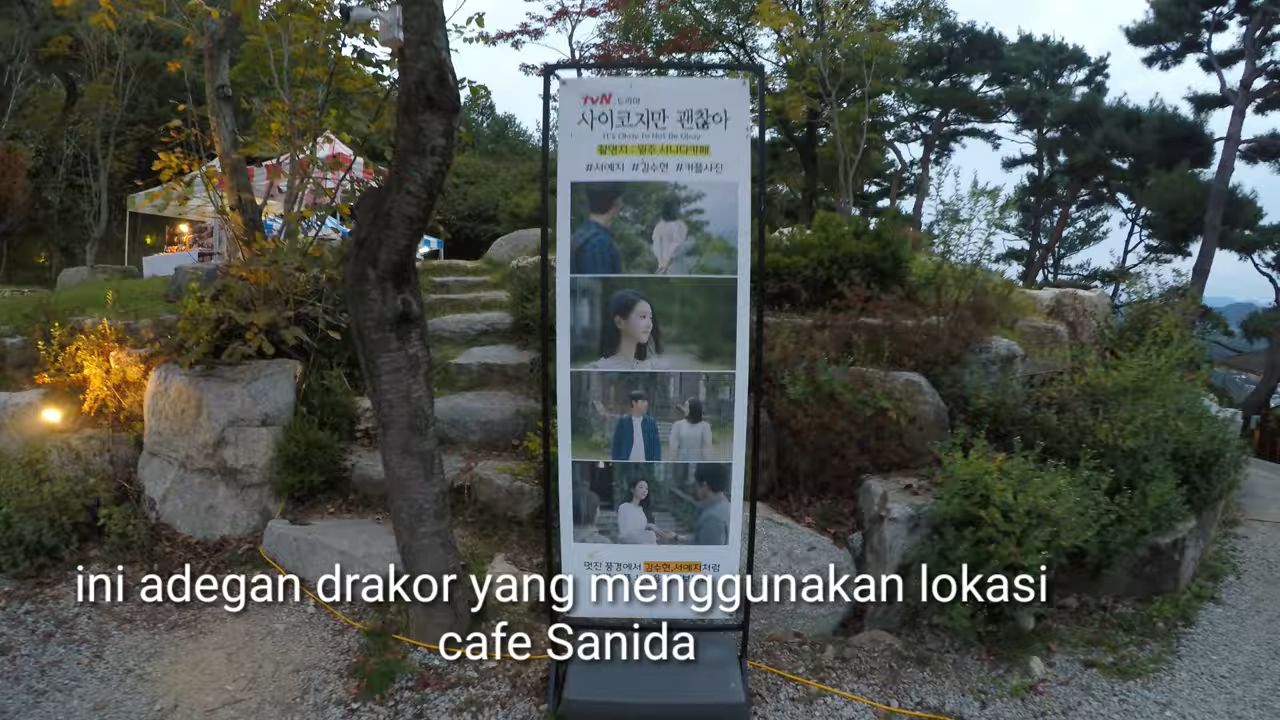 tvN 드라마
사이코지만 괜찮아
It's Okay to Not Be Okay
촬영지 : 원주 사니다카페
#서예지 #김수현 #커플사진
멋진 풍경에서 김수현,서예지처럼
ini adegan drakor yang menggunakan lokasi
cafe Sanida